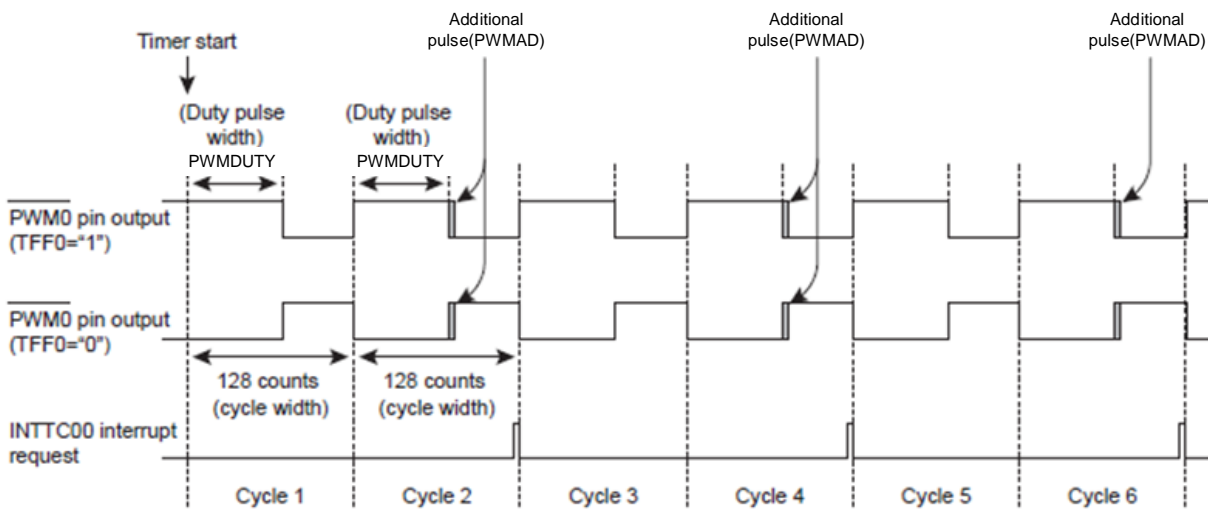 Timer start
Additional
pulse(PWMAD)
Additional
pulse(PWMAD)
Additional
pulse(PWMAD)
(Duty pulse
width)
PWMDUTY
(Duty pulse
width)
PWMDUTY
PWM0 pin output
(TFF0=“1”)
PWM0 pin output
(TFF0=“0”)
128 counts
(cycle width)
128 counts
(cycle width)
INTTC00 interrupt
request
Cycle 1
Cycle 2
Cycle 3
Cycle 4
Cycle 5
Cycle 6